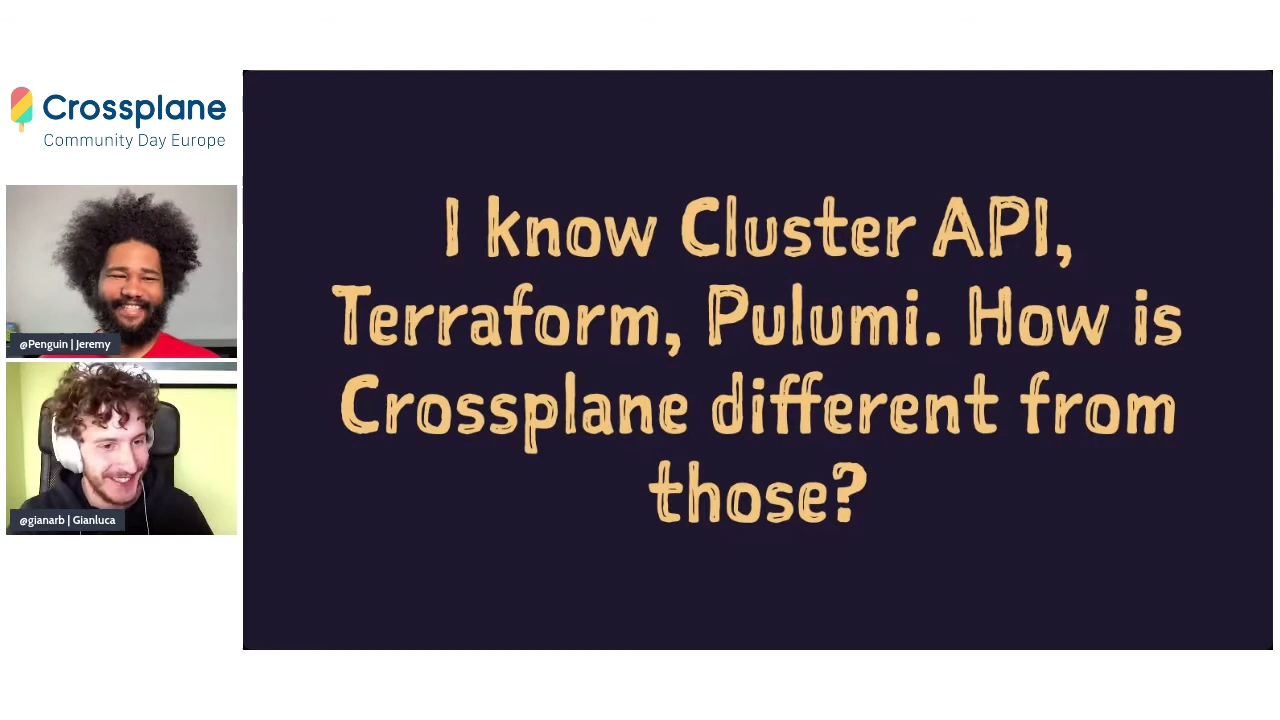 Crossplane
Community Day Europe
@Penguin | Jeremy
@gianarb | Gianluca
I know Cluster API,
Terraform, Pulumi. How is
Crossplane different from
those?